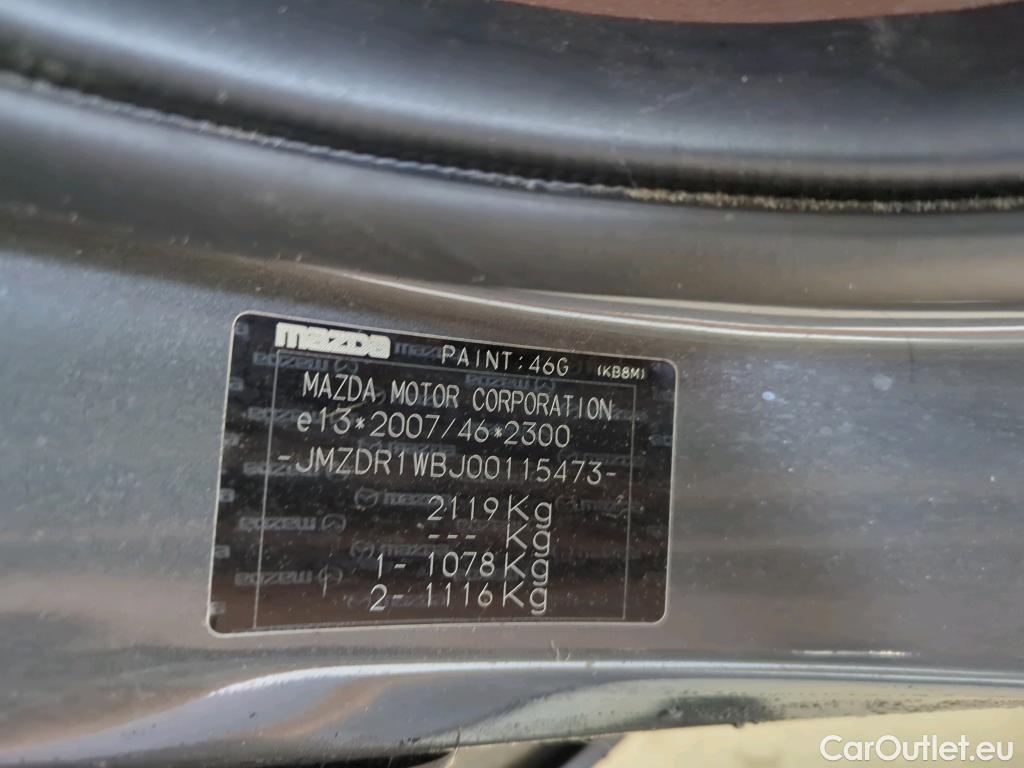 mazda PAINT:46G (KB8M)
MAZDA MOTOR CORPORATION
e13*2007/46*2300
-JMZDR1WBJ00115473-
2119Kg
--- Kg
1- 1078Kg
2- 1116Kg
CarOutlet.eu